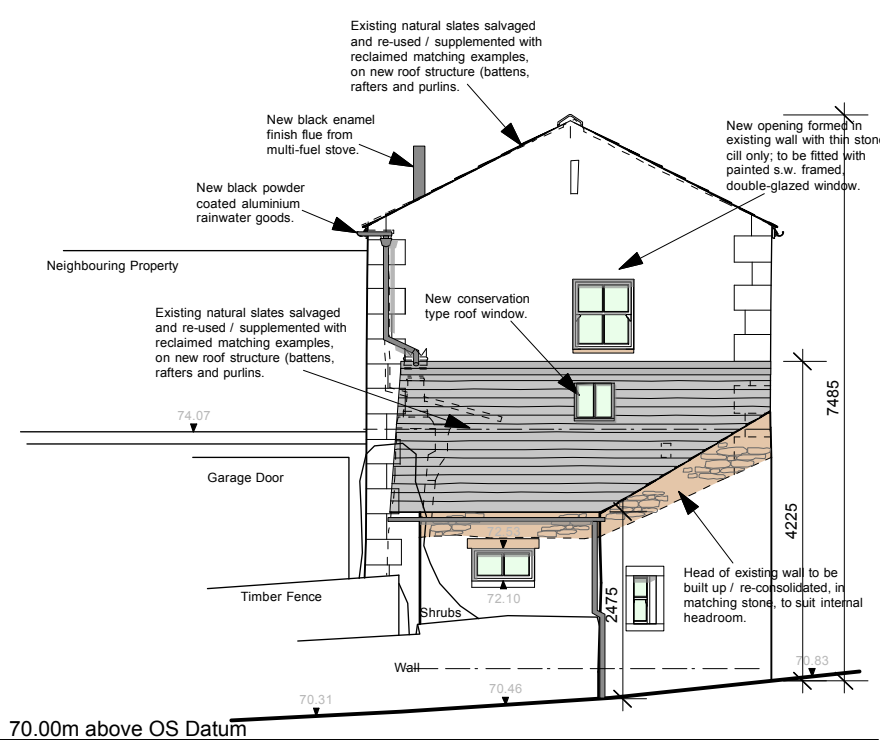 Existing natural slates salvaged
and re-used / supplemented with
reclaimed matching examples,
on new roof structure (battens,
rafters and purlins.
New black enamel
finish flue from
multi-fuel stove.
New opening formed in
existing wall with thin stone
cill only; to be fitted with
painted s.w. framed,
double-glazed window.
New black powder
coated aluminium
rainwater goods.
Neighbouring Property
Existing natural slates salvaged
and re-used / supplemented with
reclaimed matching examples,
on new roof structure (battens,
rafters and purlins.
New conservation
type roof window.
7485
74.07
Garage Door
4225
72.53
Head of existing wall to be
built up / re-consolidated, in
matching stone, to suit internal
headroom.
Timber Fence
72.10
2475
Shrubs
Wall
70.83
70.31
70.46
70.00m above OS Datum